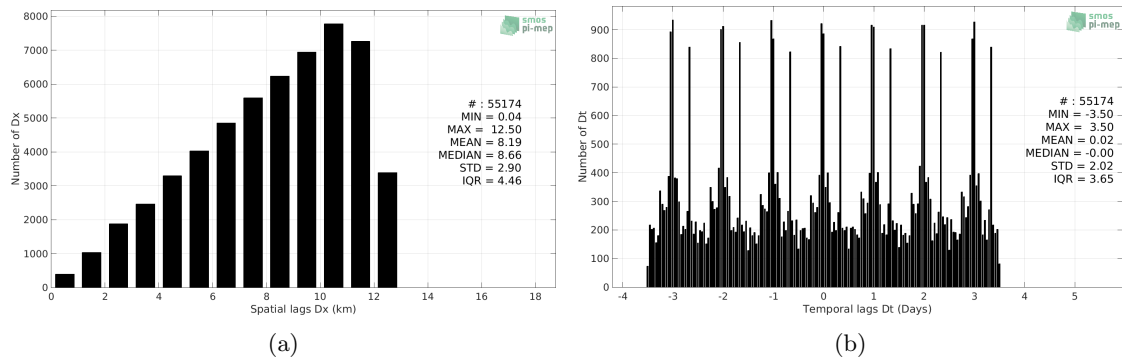 8000
7000
6000
5000
4000
3000
2000
1000
0
Number of Dx
0 2 4 6 8 10 12 14 16 18
Spatial lags Dx (km)
smos
pi-mep
# : 55174
MIN = 0.04
MAX = 12.50
MEAN = 8.19
MEDIAN = 8.66
STD = 2.90
IQR = 4.46
(a)
900
800
700
600
500
400
300
200
100
0
Number of Dt
-4 -3 -2 -1 0 1 2 3 4 5
Temporal lags Dt (Days)
smos
pi-mep
# : 55174
MIN = -3.50
MAX = 3.50
MEAN = 0.02
MEDIAN = -0.00
STD = 2.02
IQR = 3.65
(b)